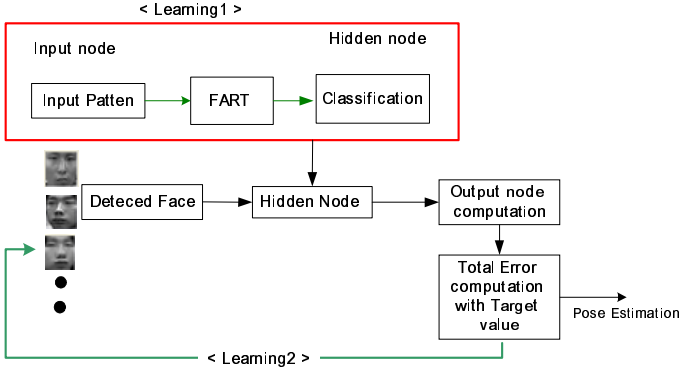 < Learning1 >
Input node
Hidden node
Input Patten
FART
Classification
Deteced Face
Hidden Node
Output node
computation
Total Error
computation
with Target
value
Pose Estimation
< Learning2 >